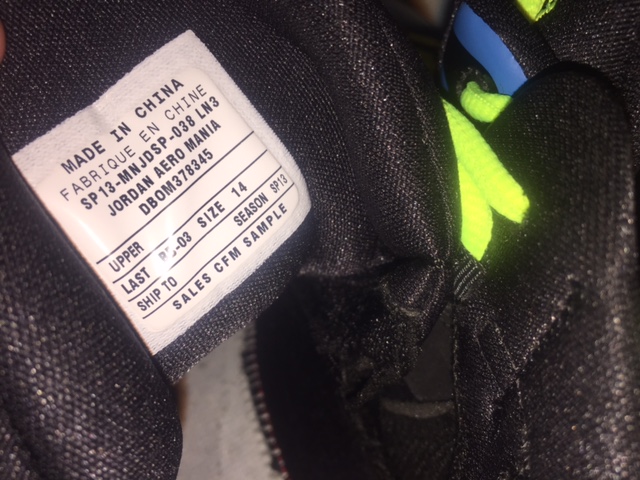 MADE IN CHINA
FABRIQUE EN CHINE
SP13-MNJDSP-038 LN3
JORDAN AERO MANIA
DBOM378345
UPPER
LAST SIZE 14
SHIP TO SEASON SP13
SALES CFM SAMPLE